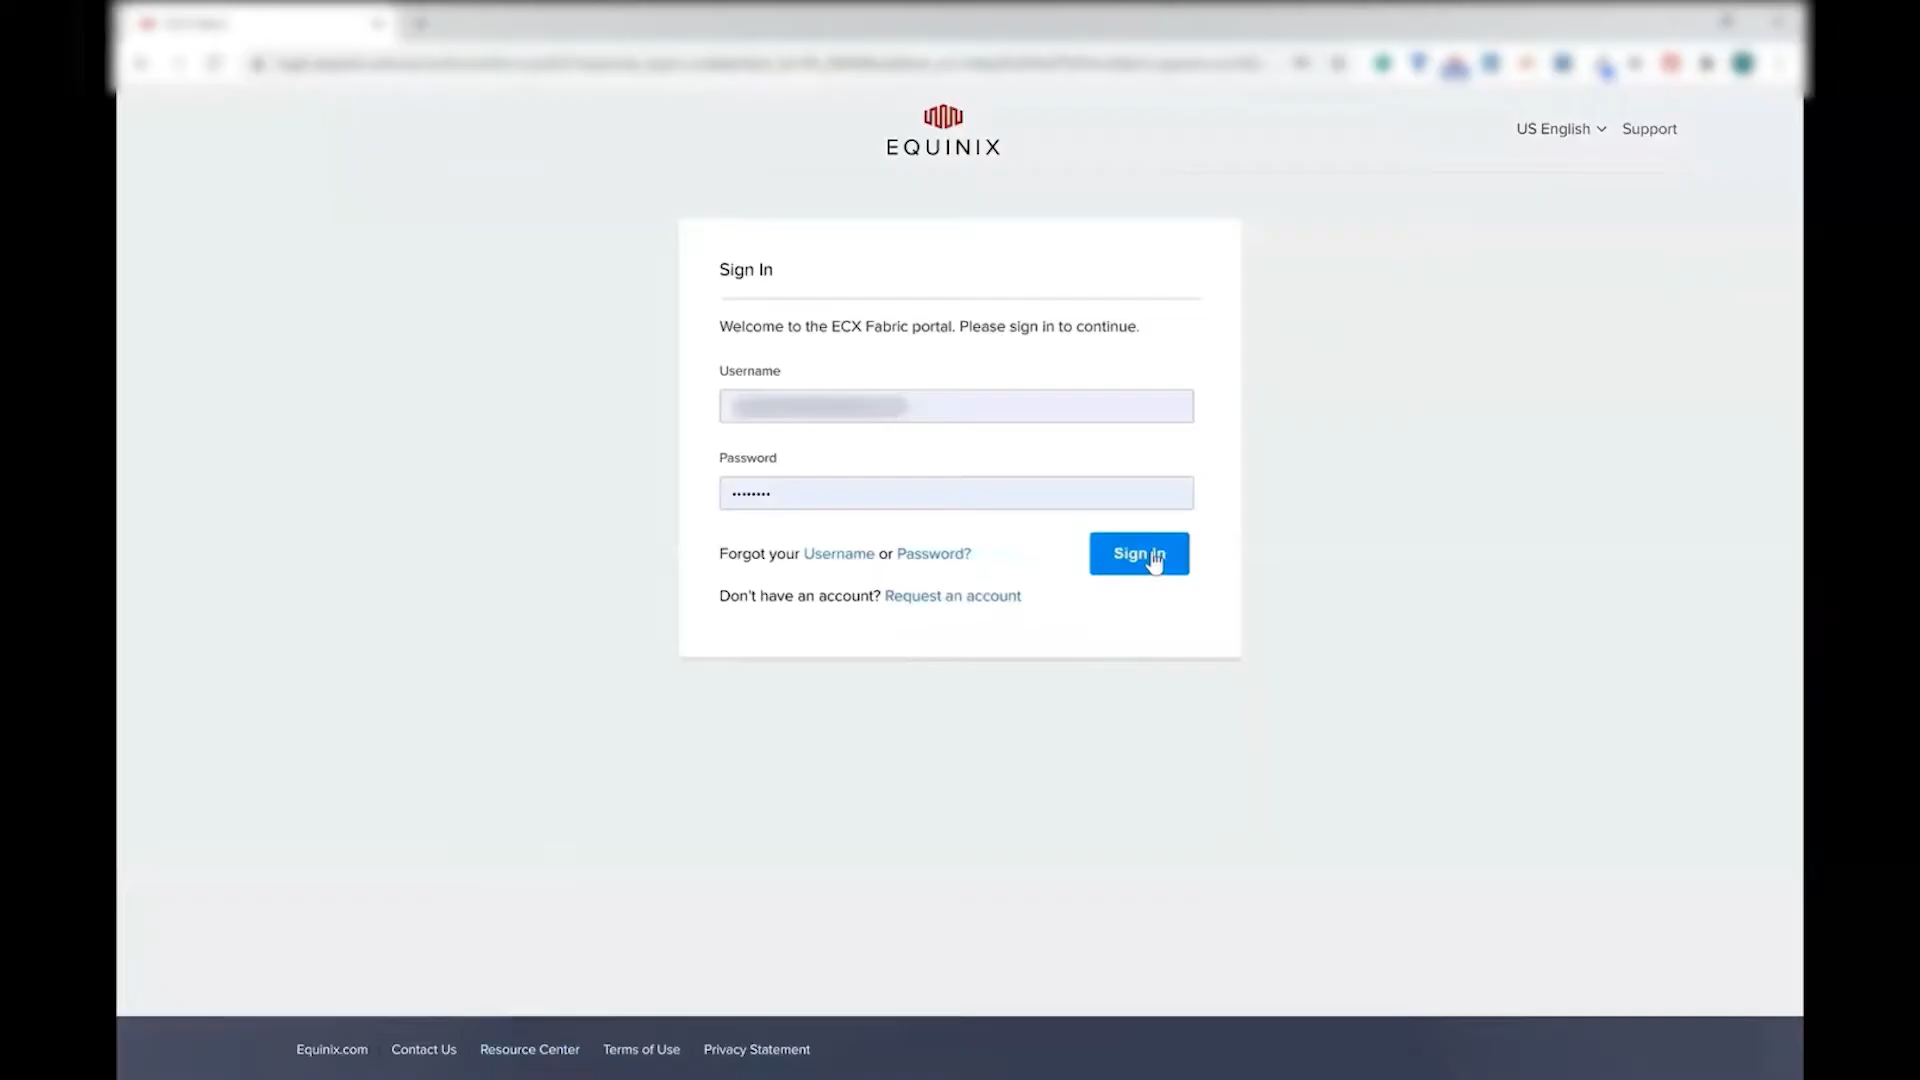 EQUINIX
US English
Support
Sign In
Welcome to the ECX Fabric portal. Please sign in to continue.
Username
Password
••••••••
Forgot your Username or Password?
Sign In
Don't have an account? Request an account
Equinix.com
Contact Us
Resource Center
Terms of Use
Privacy Statement